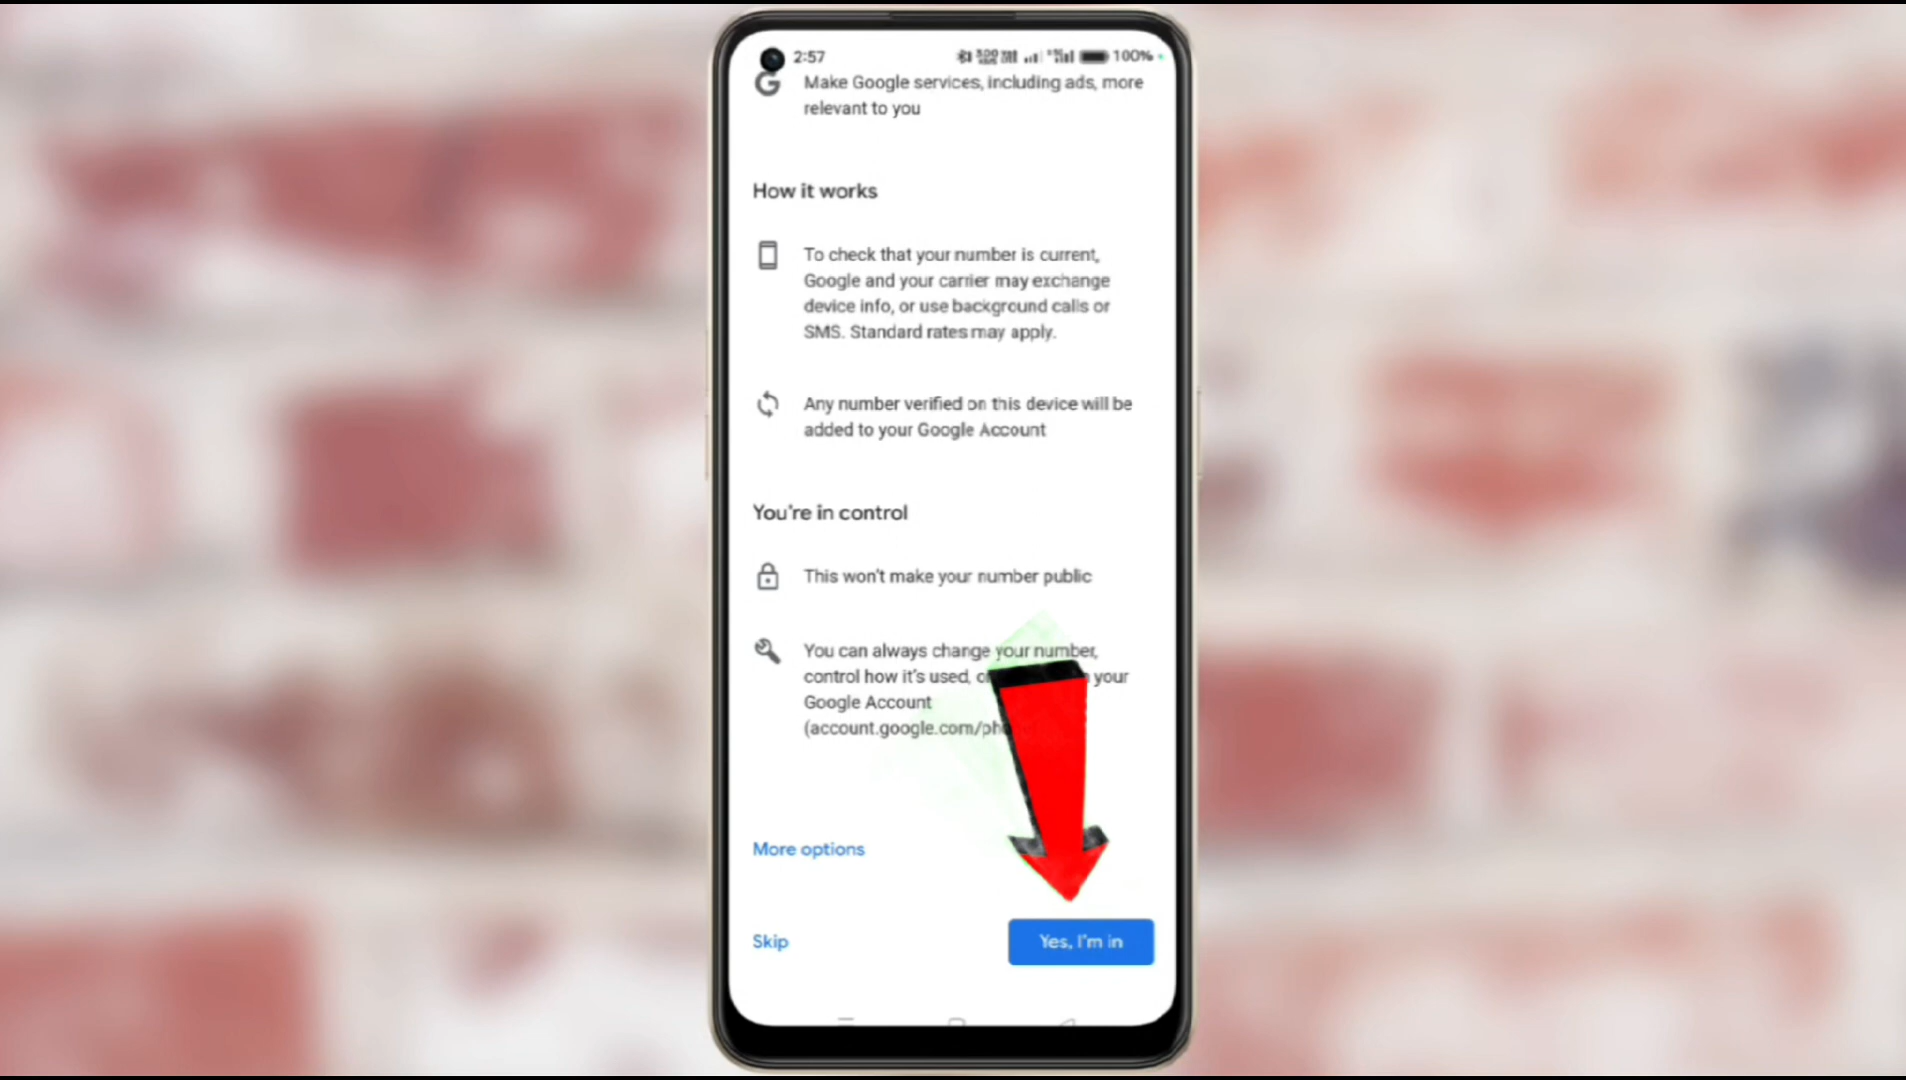 2:57
100%
Make Google services, including ads, more
relevant to you
How it works
To check that your number is current,
Google and your carrier may exchange
device info, or use background calls or
SMS. Standard rates may apply.
Any number verified on this device will be
added to your Google Account
You're in control
This won't make your number public
You can always change your number,
control how it's used, your
Google Account
(account.google.com/
More options
Skip
Yes, I'm in